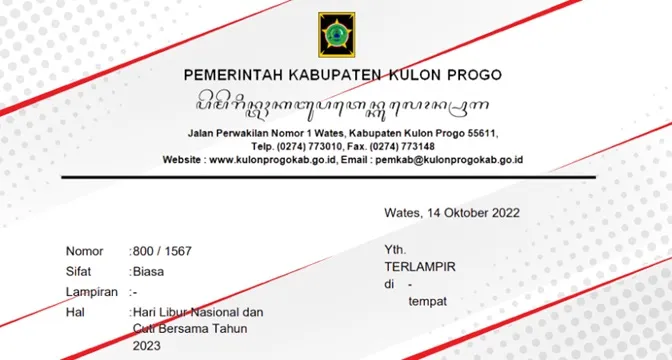 PEMERINTAH KABUPATEN KULON PROGO
Jalan Perwakilan Nomor 1 Wates, Kabupaten Kulon Progo 55611,
Telp. (0274) 773010, Fax. (0274) 773148
Website : www.kulonprogokab.go.id, Email : pemkab@kulonprogokab.go.id
Wates, 14 Oktober 2022
Nomor : 800 / 1567
Sifat : Biasa
Lampiran : -
Hal : Hari Libur Nasional dan
Cuti Bersama Tahun
2023
Yth.
TERLAMPIR
di -
tempat